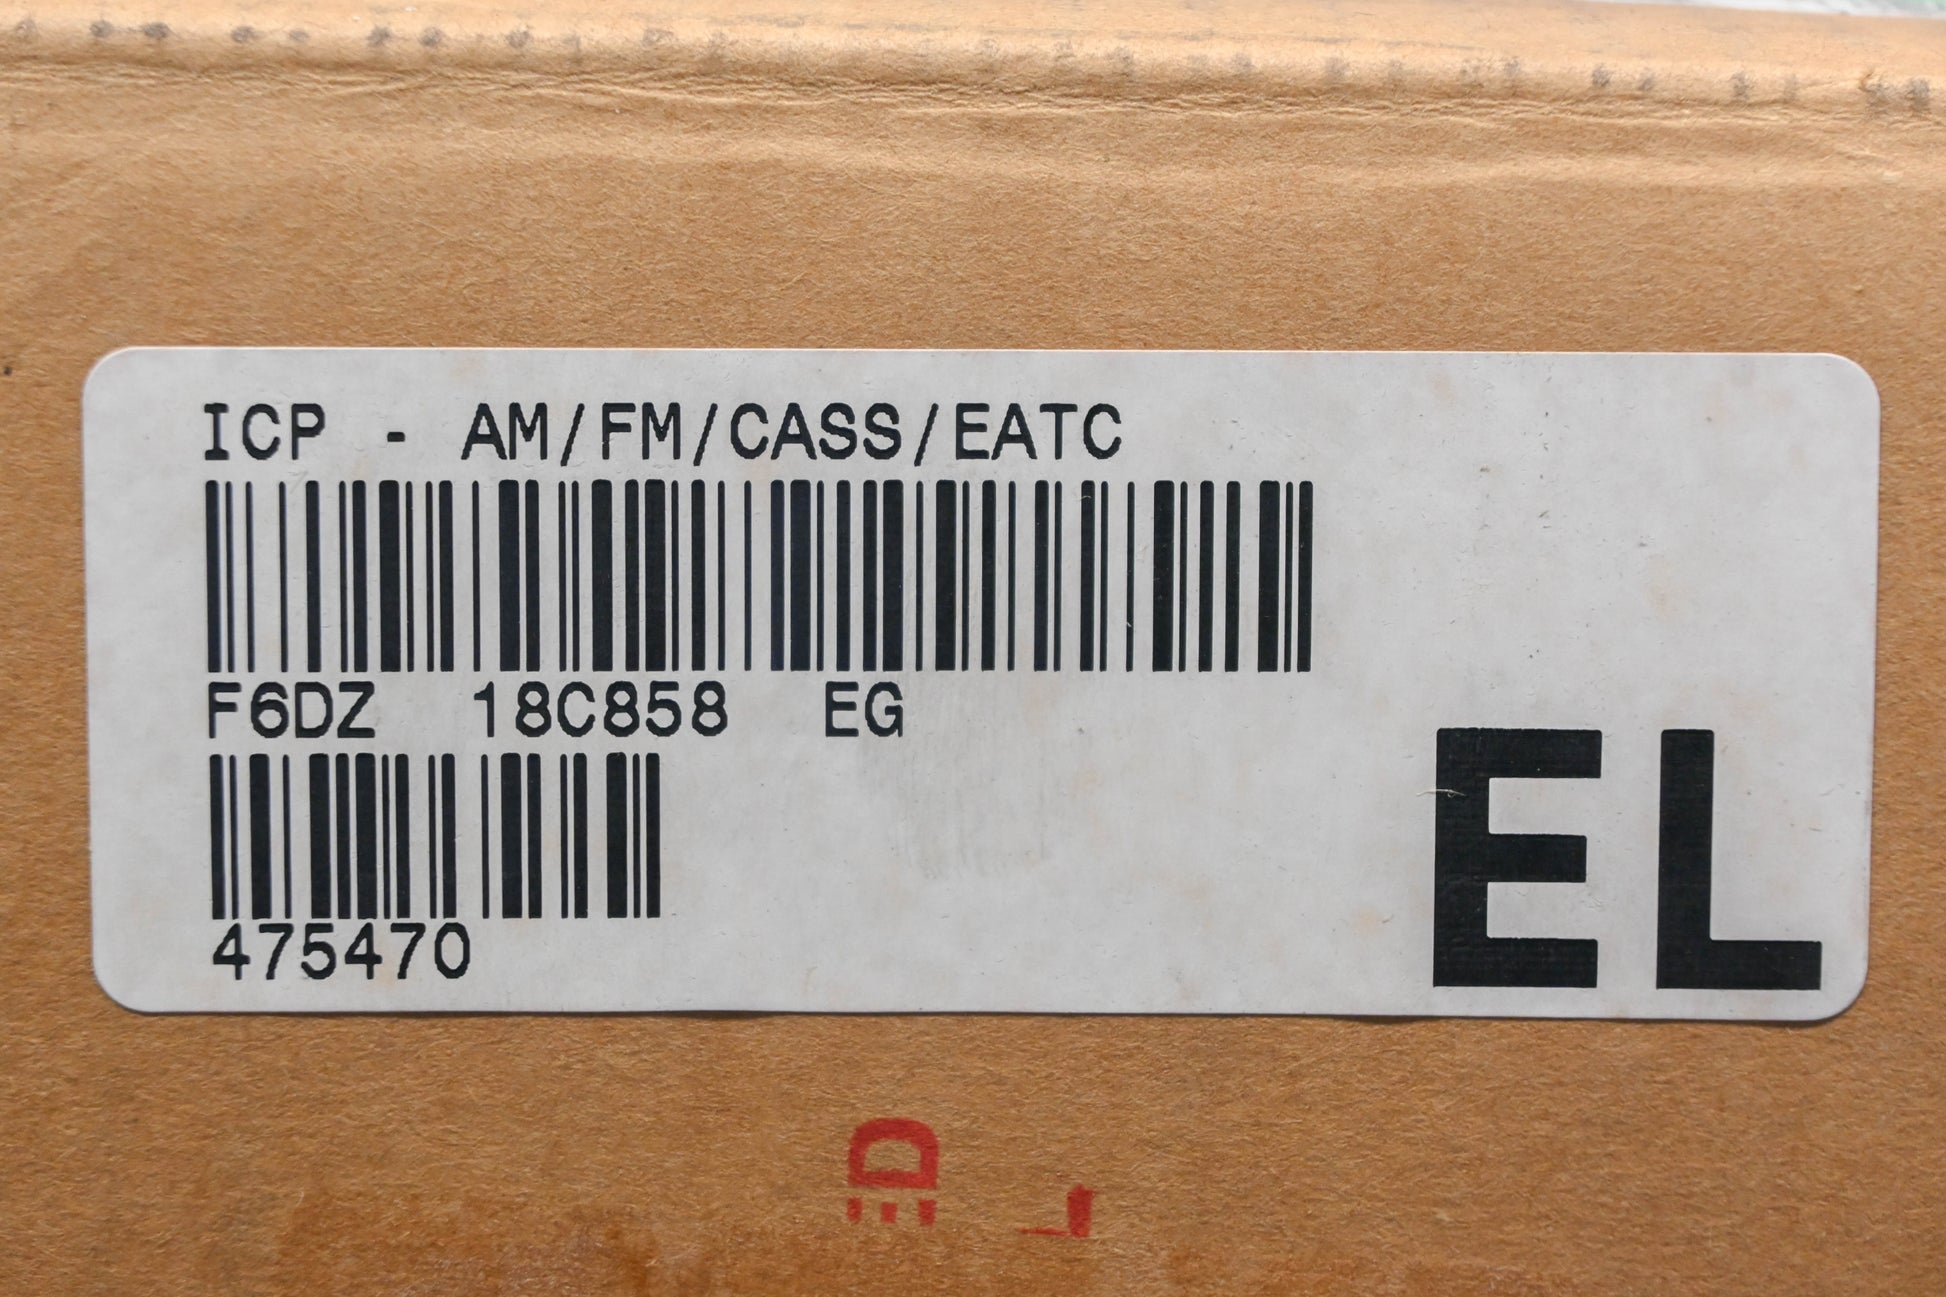 ICP - AM/FM/CASS/EATC
F6DZ 18C858 EG
475470
EL